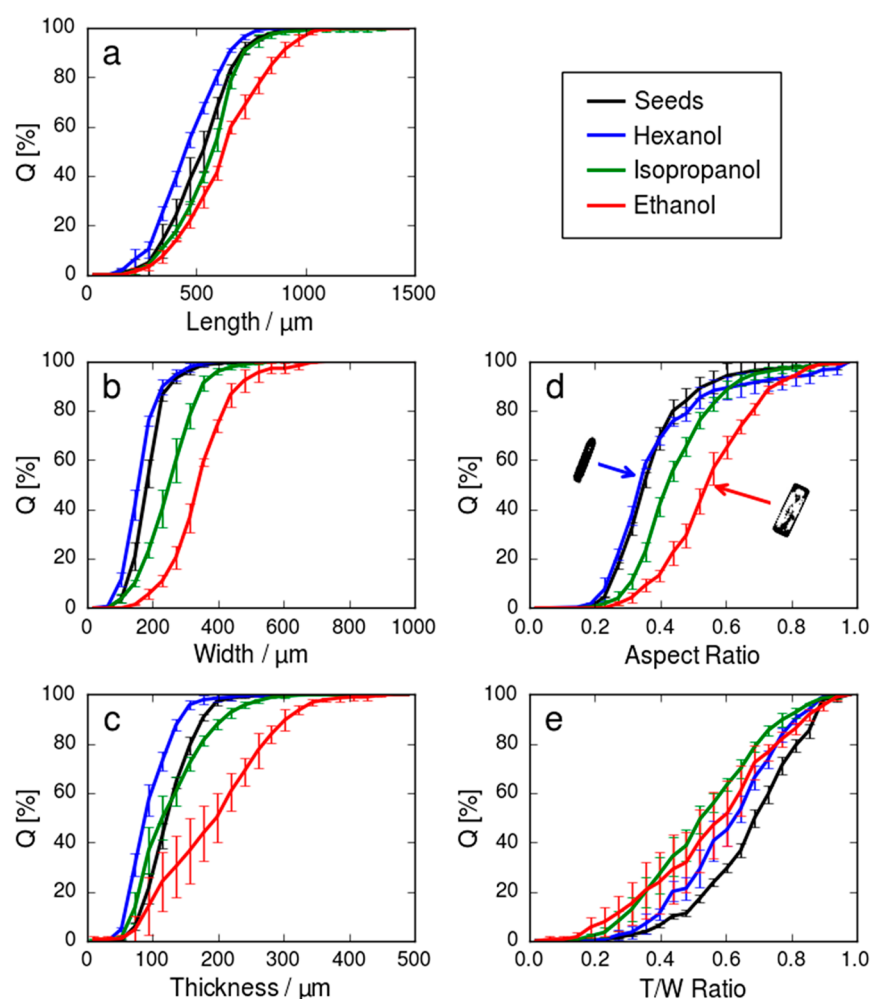 a
Q [%]
100
80
60
40
20
0
0 500 1000 1500
Length / µm
Seeds
Hexanol
Isopropanol
Ethanol
b
Q [%]
100
80
60
40
20
0
0 200 400 600 800 1000
Width / µm
d
Q [%]
100
80
60
40
20
0
0.0 0.2 0.4 0.6 0.8 1.0
Aspect Ratio
c
Q [%]
100
80
60
40
20
0
0 100 200 300 400 500
Thickness / µm
e
Q [%]
100
80
60
40
20
0
0.0 0.2 0.4 0.6 0.8 1.0
T/W Ratio